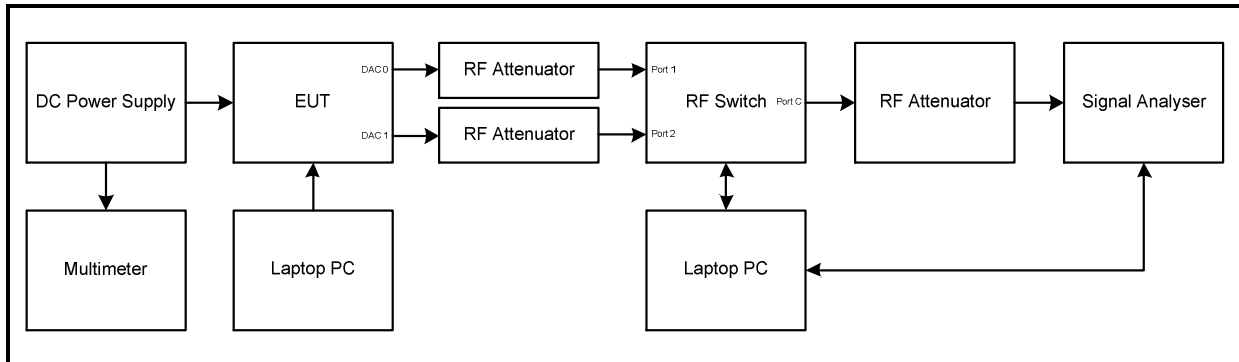 DC Power Supply
EUT
DAC 0
DAC 1
RF Attenuator
RF Attenuator
Port 1
Port 2
RF Switch
Port C
RF Attenuator
Signal Analyser
Multimeter
Laptop PC
Laptop PC